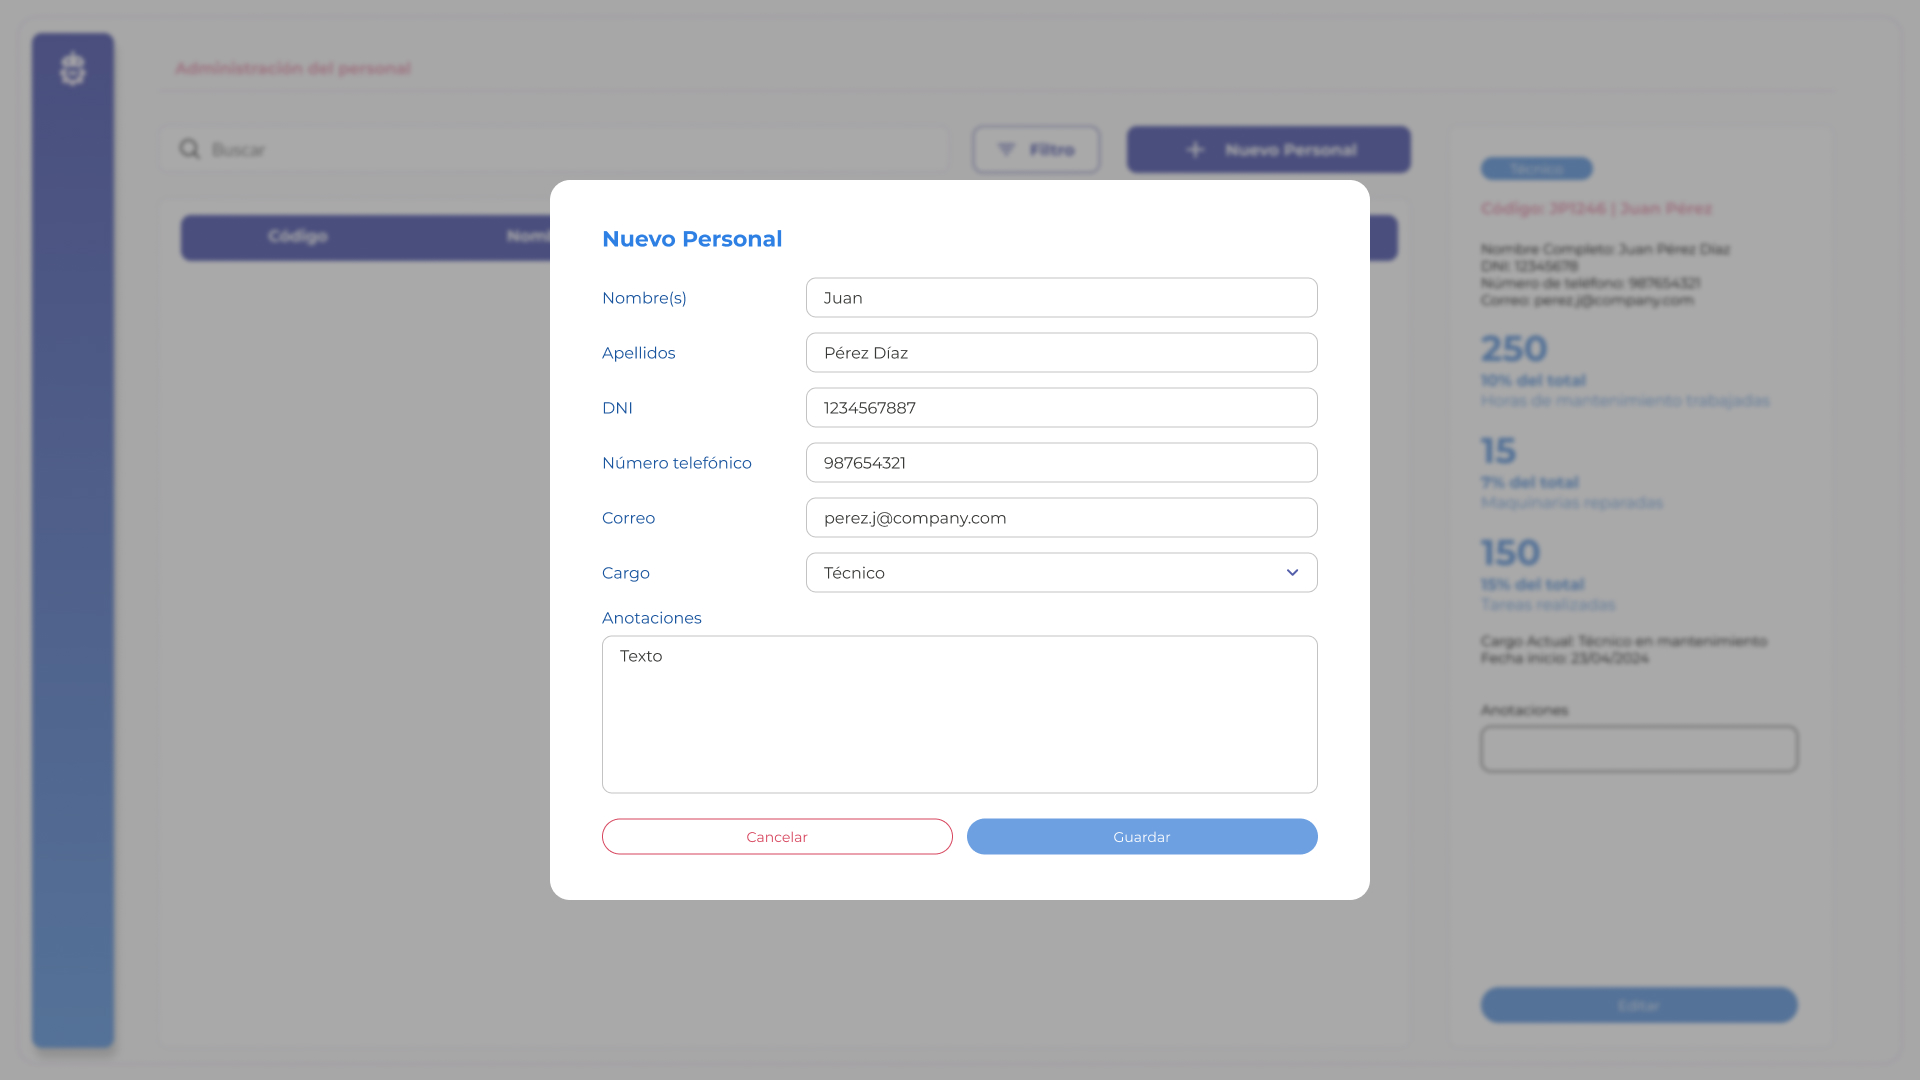 Administración del personal
Buscar
Filtro
Nuevo Personal
Código
Nomb
Nuevo Personal
Nombre(s)
Juan
Apellidos
Pérez Díaz
DNI
1234567887
Número telefónico
987654321
Correo
perez.j@company.com
Cargo
Técnico
Anotaciones
Texto
Cancelar
Guardar
Técnico
Código: JP1246 | Juan Pérez
Nombre Completo: Juan Pérez Díaz
DNI: 12345678
Número de teléfono: 987654321
Correo: perez.j@company.com
250
10% del total
Horas de mantenimiento trabajadas
15
7% del total
Maquinarias reparadas
150
15% del total
Tareas realizadas
Cargo Actual: Técnico en mantenimiento
Fecha inicio: 23/04/2024
Anotaciones
Editar